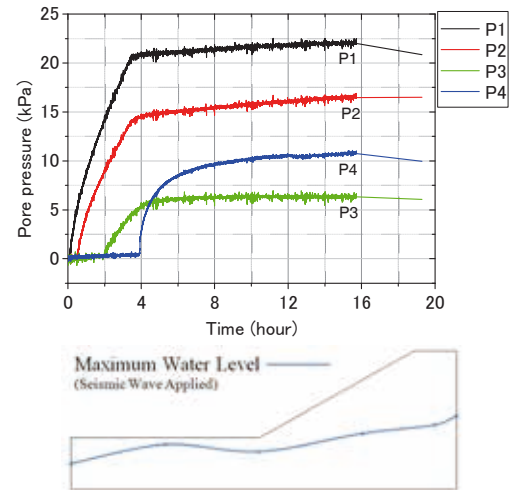 25
20
15
10
5
0
Pore pressure (kPa)
0 4 8 12 16 20
Time (hour)
P1
P2
P4
P3
P1
P2
P3
P4
Maximum Water Level
(Seismic Wave Applied)